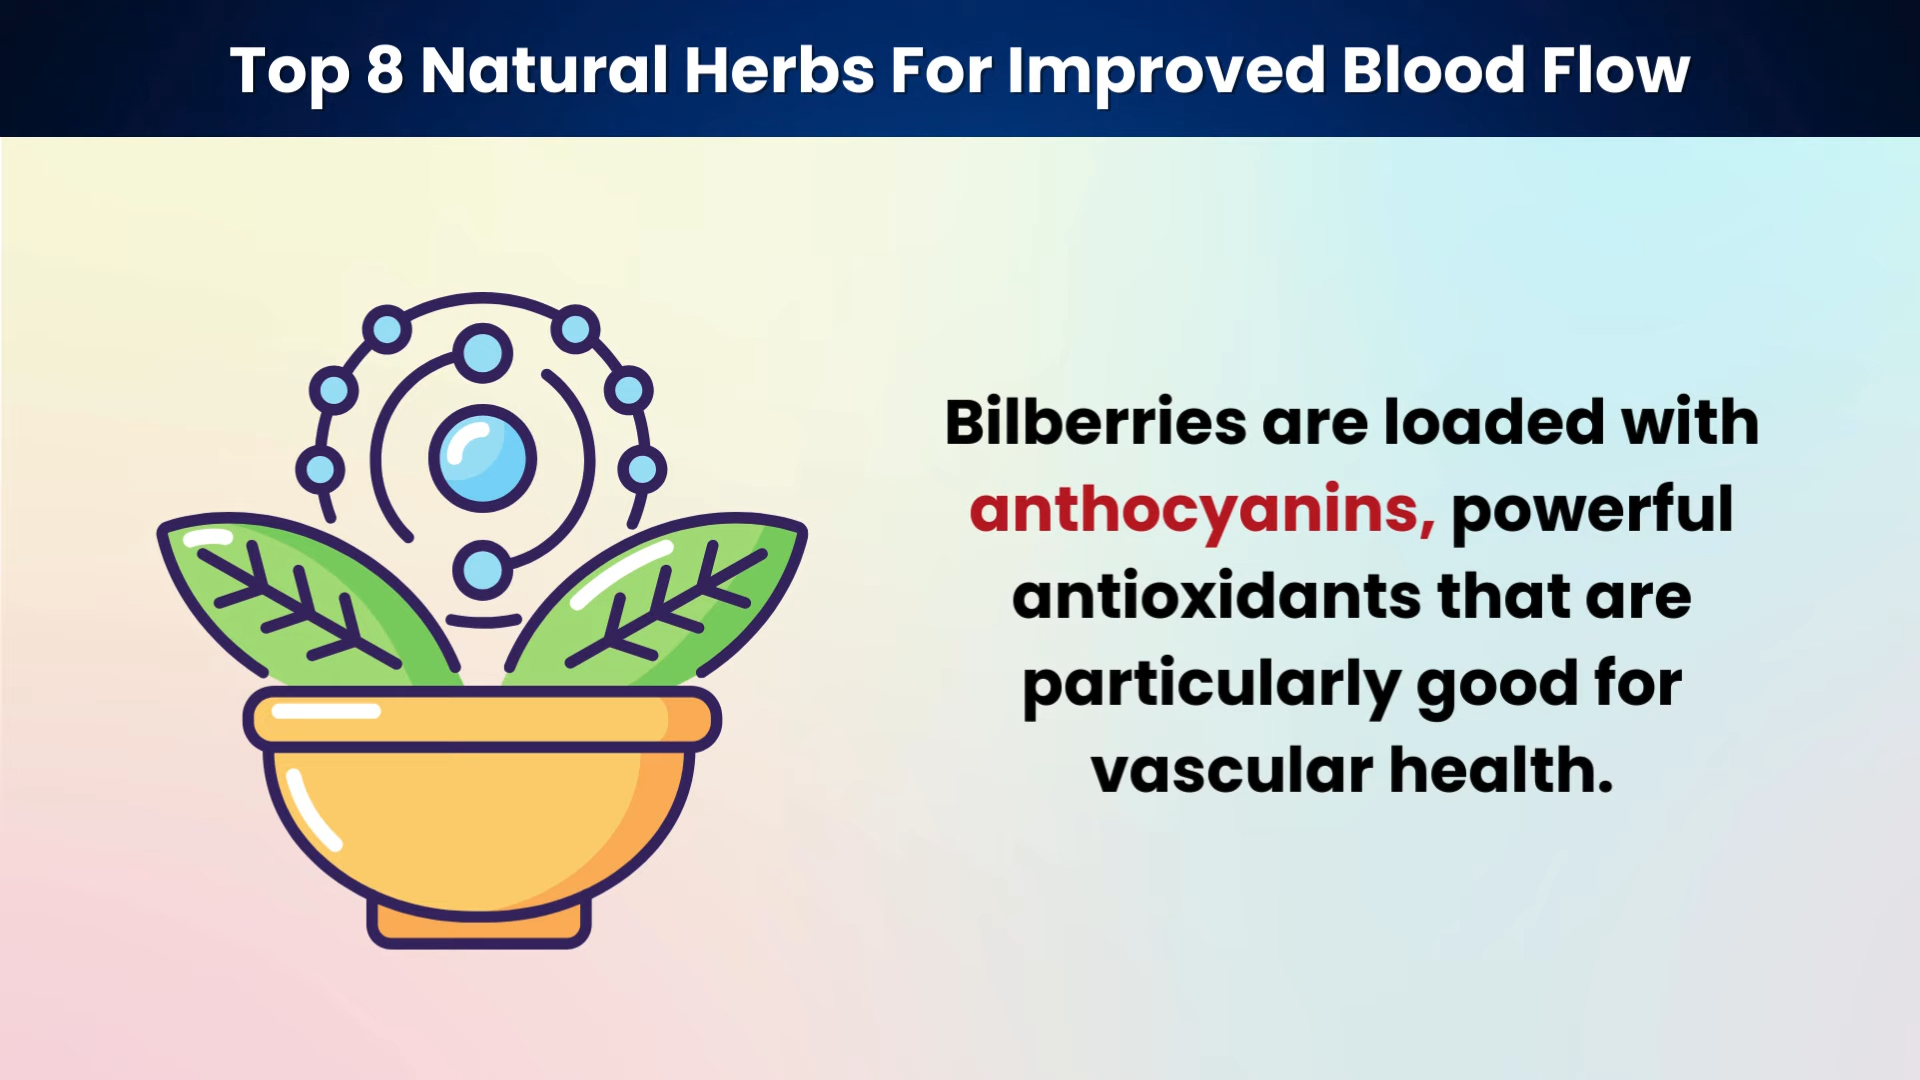 Top 8 Natural Herbs For Improved Blood Flow
Bilberries are loaded with
anthocyanins, powerful
antioxidants that are
particularly good for
vascular health.